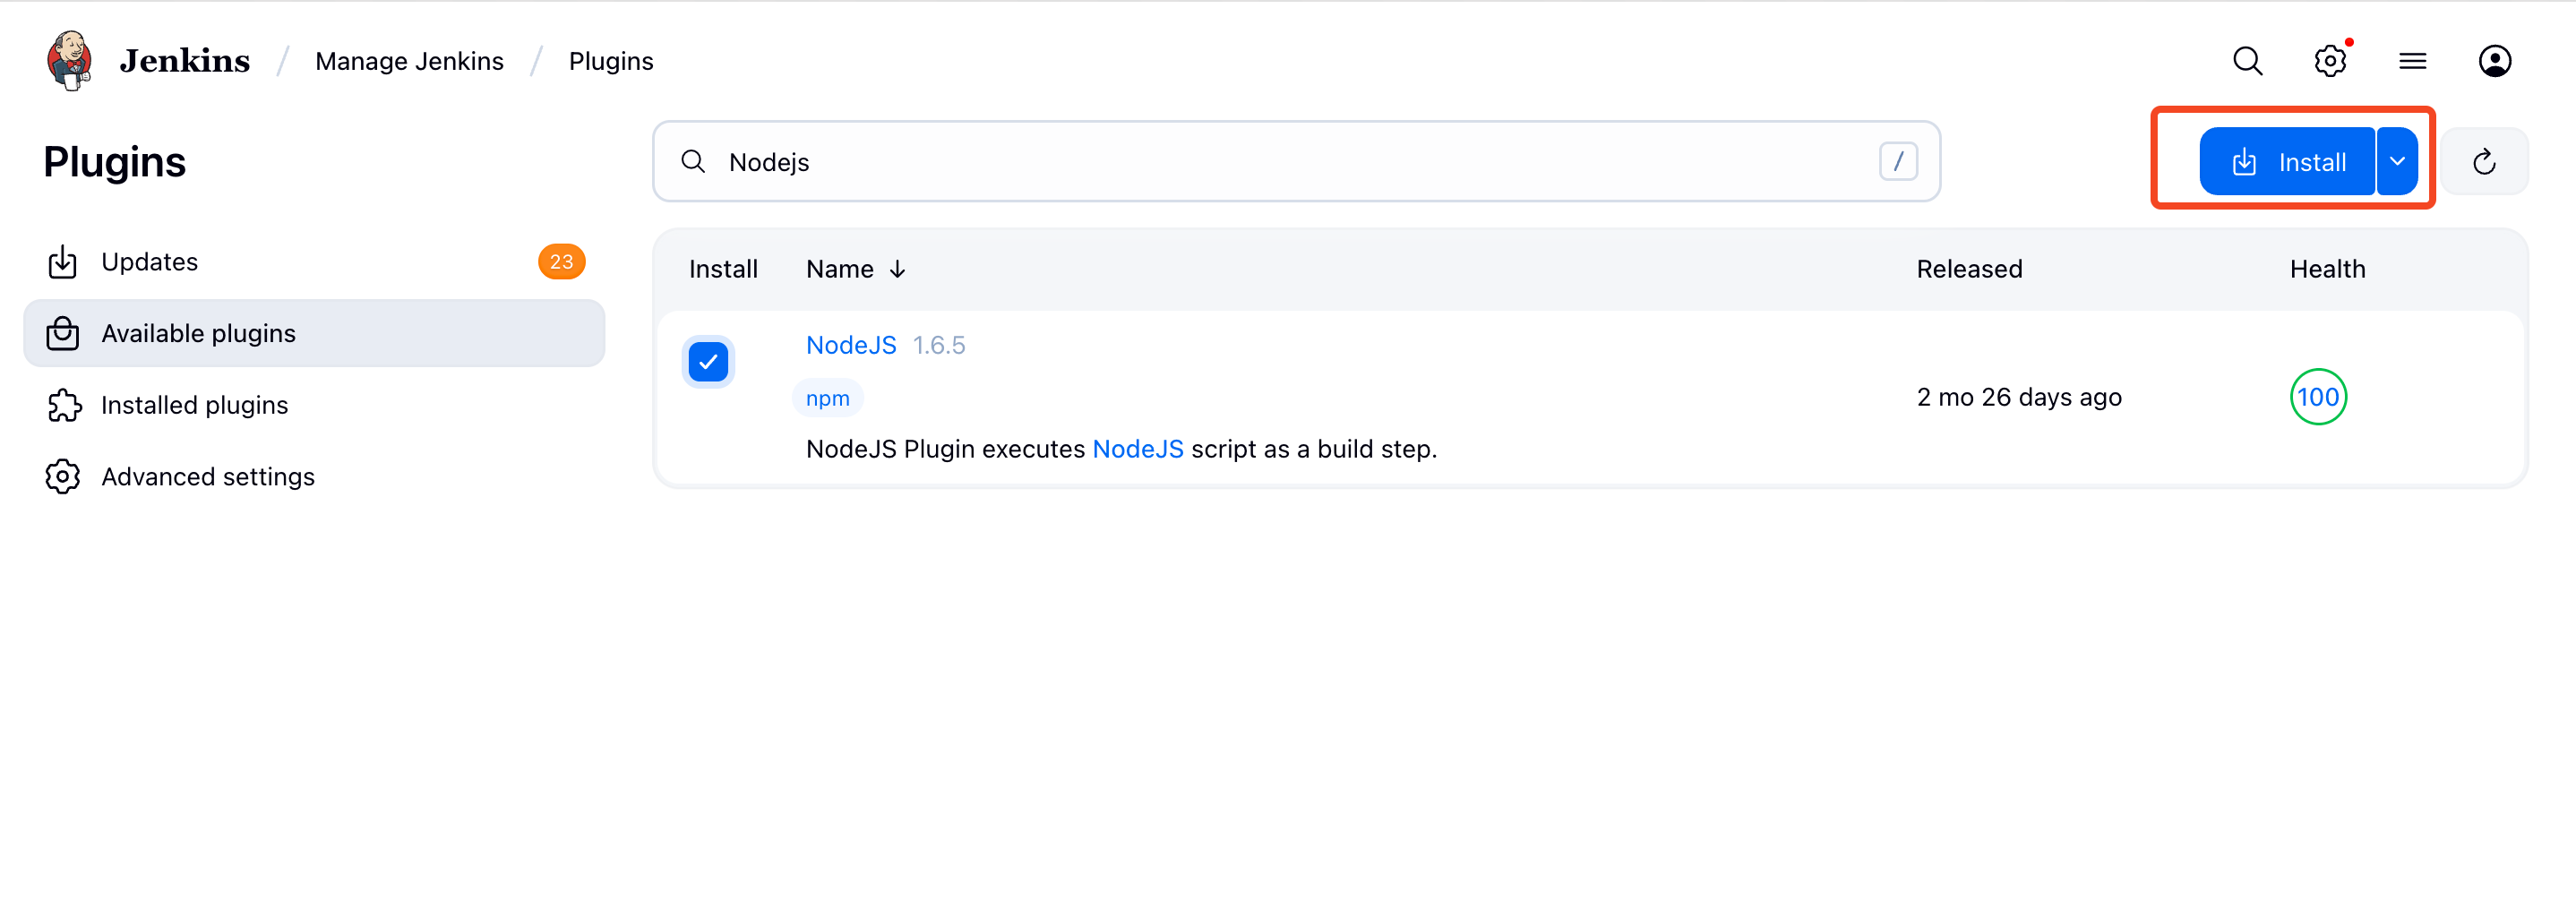 Jenkins / Manage Jenkins / Plugins
Plugins
Nodejs /
Install
Updates 23
Available plugins
Installed plugins
Advanced settings
Install Name Released Health
NodeJS 1.6.5
npm
2 mo 26 days ago 100
NodeJS Plugin executes NodeJS script as a build step.